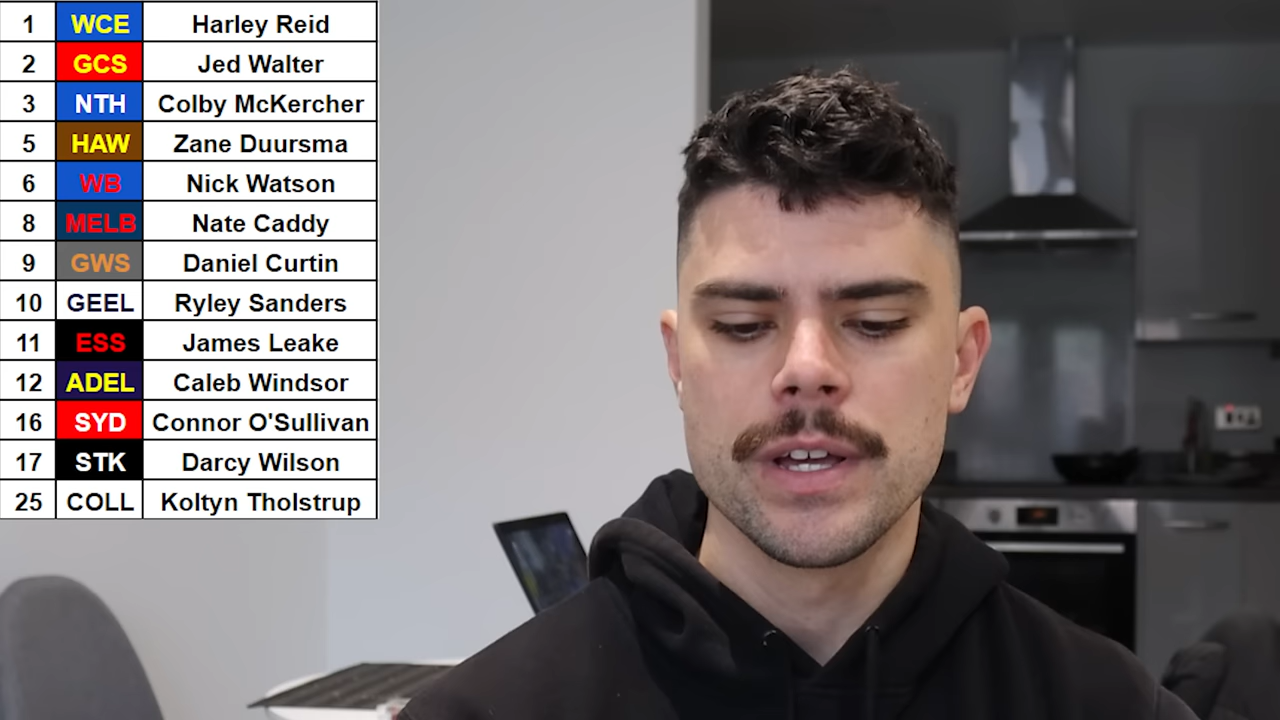 1 WCE Harley Reid
2 GCS Jed Walter
3 NTH Colby McKercher
5 HAW Zane Duursma
6 WB Nick Watson
8 MELB Nate Caddy
9 GWS Daniel Curtin
10 GEEL Ryley Sanders
11 ESS James Leake
12 ADEL Caleb Windsor
16 SYD Connor O'Sullivan
17 STK Darcy Wilson
25 COLL Koltyn Tholstrup